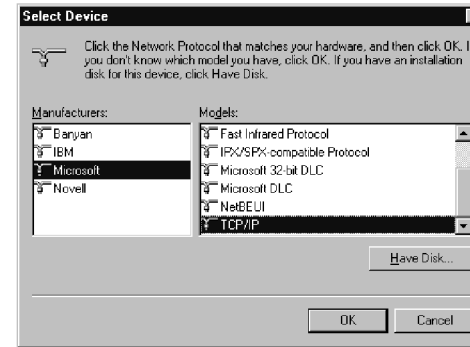 Select Device
Click the Network Protocol that matches your hardware, and then click OK. I
you don't know which model you have, click OK. If you have an installation
disk for this device, click Have Disk.
Manufacturers:
Banyan
IBM
Microsoft
Novell
Models:
Fast Infrared Protocol
IPX/SPX-compatible Protocol
Microsoft 32-bit DLC
Microsoft DLC
NetBEUI
TCP/IP
Have Disk...
OK
Cancel